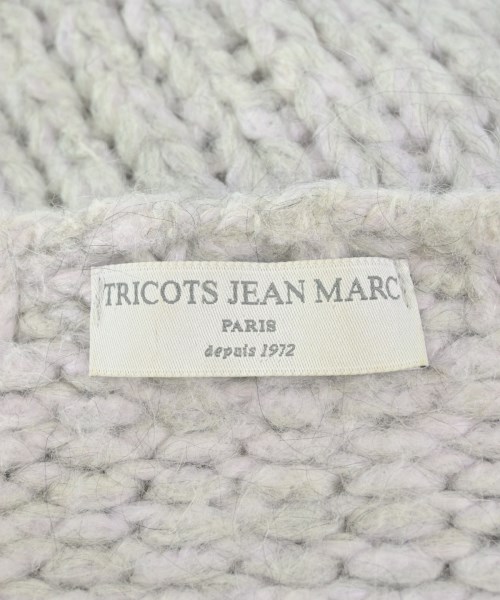 TRICOTS JEAN MARC
PARIS
depuis 1972